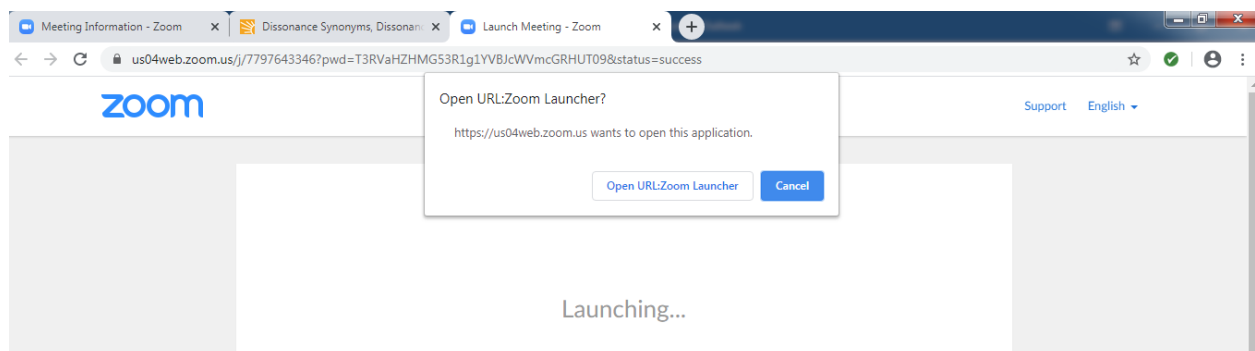 Meeting Information - Zoom
Dissonance Synonyms, Dissonanc
Launch Meeting - Zoom
us04web.zoom.us/j/7797643346?pwd=T3RVaHZHMG53R1g1YVBJcWVmcGRHUT09&status=success
zoom
Support English
Open URL:Zoom Launcher?
https://us04web.zoom.us wants to open this application.
Open URL:Zoom Launcher Cancel
Launching...